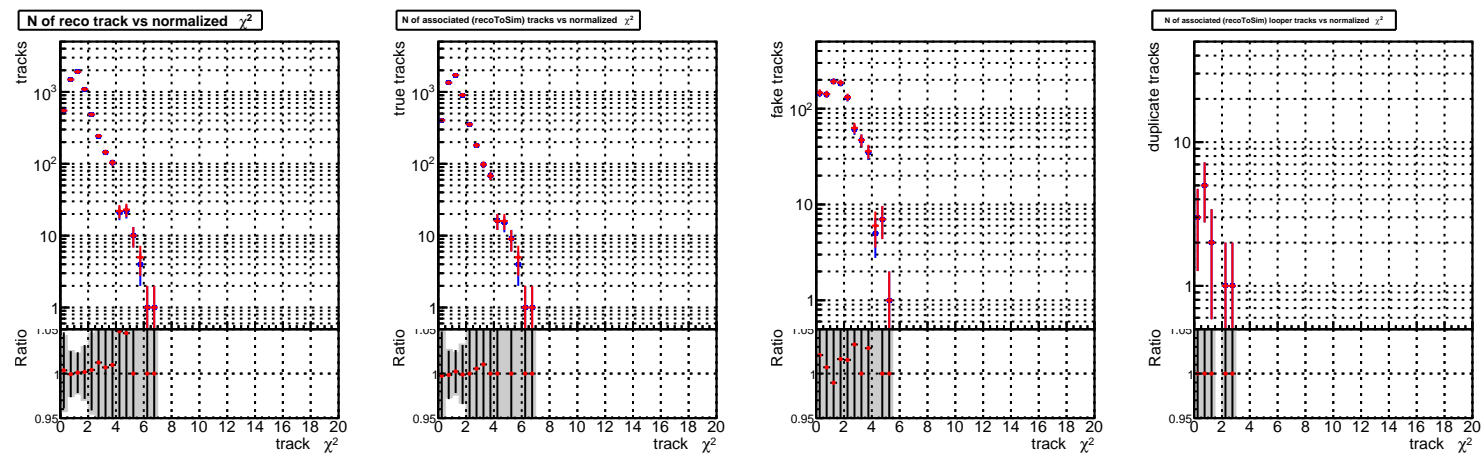 N of reco track vs normalized χ²
tracks
10³
10²
10
1
1.05
Ratio
1
0.95
0 2 4 6 8 10 12 14 16 18 20
track χ²
N of associated (recoToSim) tracks vs normalized χ²
true tracks
10³
10²
10
1
1.05
Ratio
1
0.95
0 2 4 6 8 10 12 14 16 18 20
track χ²
fake tracks
10²
10
1
1.05
Ratio
1
0.95
0 2 4 6 8 10 12 14 16 18 20
track χ²
N of associated (recoToSim) looper tracks vs normalized χ²
duplicate tracks
10
1
1.05
Ratio
1
0.95
0 2 4 6 8 10 12 14 16 18 20
track χ²